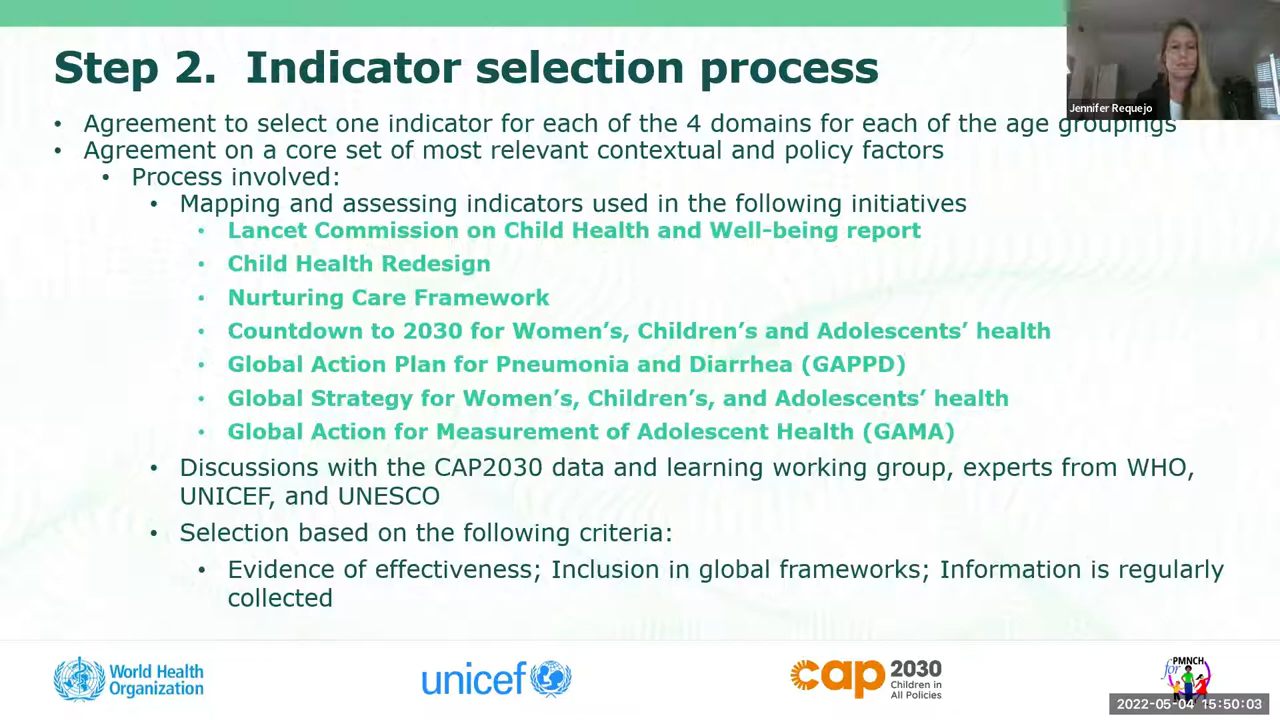 Step 2. Indicator selection process
Jennifer Requejo
• Agreement to select one indicator for each of the 4 domains for each of the age groupings
• Agreement on a core set of most relevant contextual and policy factors
• Process involved:
• Mapping and assessing indicators used in the following initiatives
• Lancet Commission on Child Health and Well-being report
• Child Health Redesign
• Nurturing Care Framework
• Countdown to 2030 for Women’s, Children’s and Adolescents’ health
• Global Action Plan for Pneumonia and Diarrhea (GAPPD)
• Global Strategy for Women’s, Children’s, and Adolescents’ health
• Global Action for Measurement of Adolescent Health (GAMA)
• Discussions with the CAP2030 data and learning working group, experts from WHO,
UNICEF, and UNESCO
• Selection based on the following criteria:
• Evidence of effectiveness; Inclusion in global frameworks; Information is regularly
collected
World Health
Organization
unicef
cap 2030
Children in
All Policies
PMNCH
for
2022-05-04 15:50:03